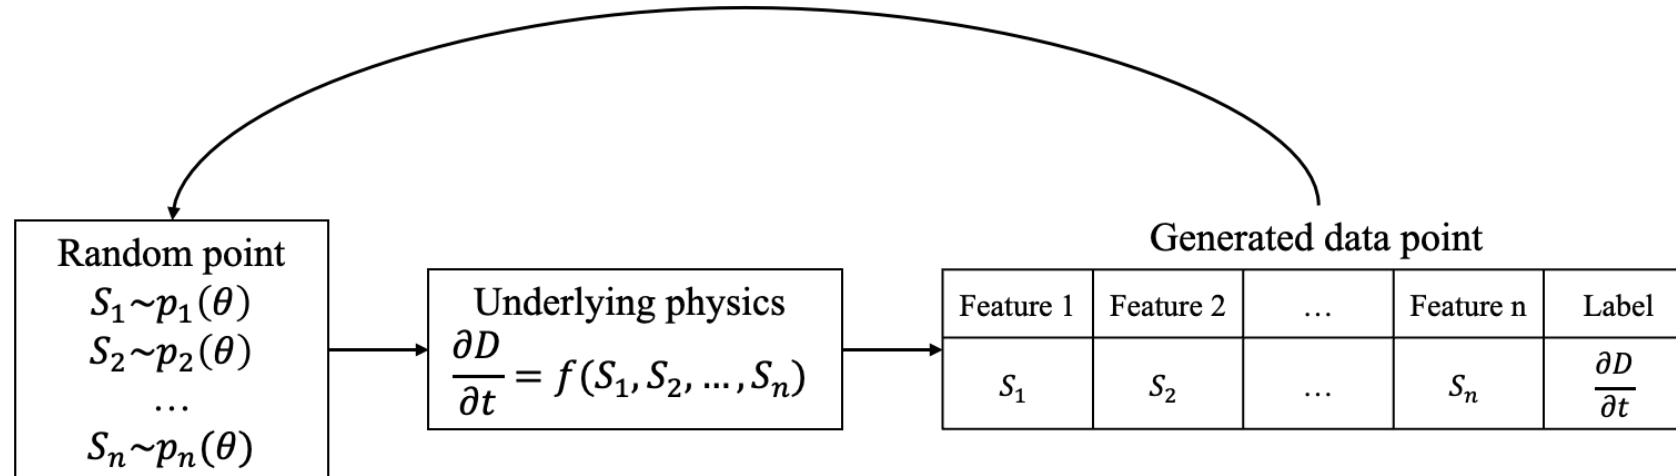 Random point
S₁~p₁(θ)
S₂~p₂(θ)
…
Sₙ~pₙ(θ)
Underlying physics
∂D/∂t = f(S₁, S₂, …, Sₙ)
Generated data point
Feature 1 Feature 2 … Feature n Label
S₁ S₂ … Sₙ ∂D/∂t